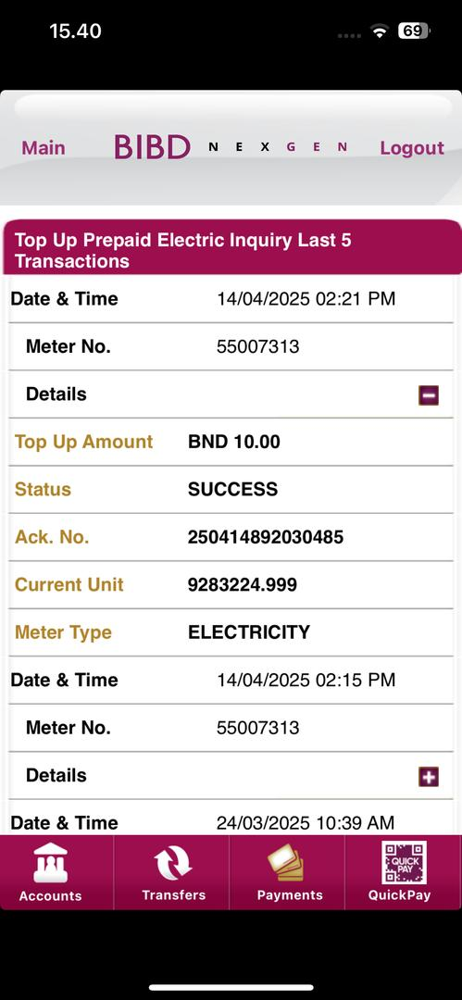 15.40
69
Main
BIBD NEXGEN
Logout
Top Up Prepaid Electric Inquiry Last 5
Transactions
Date & Time 14/04/2025 02:21 PM
Meter No. 55007313
Details
Top Up Amount BND 10.00
Status SUCCESS
Ack. No. 250414892030485
Current Unit 9283224.999
Meter Type ELECTRICITY
Date & Time 14/04/2025 02:15 PM
Meter No. 55007313
Details
Date & Time 24/03/2025 10:39 AM
QUICK
PAY
Accounts
Transfers
Payments
QuickPay